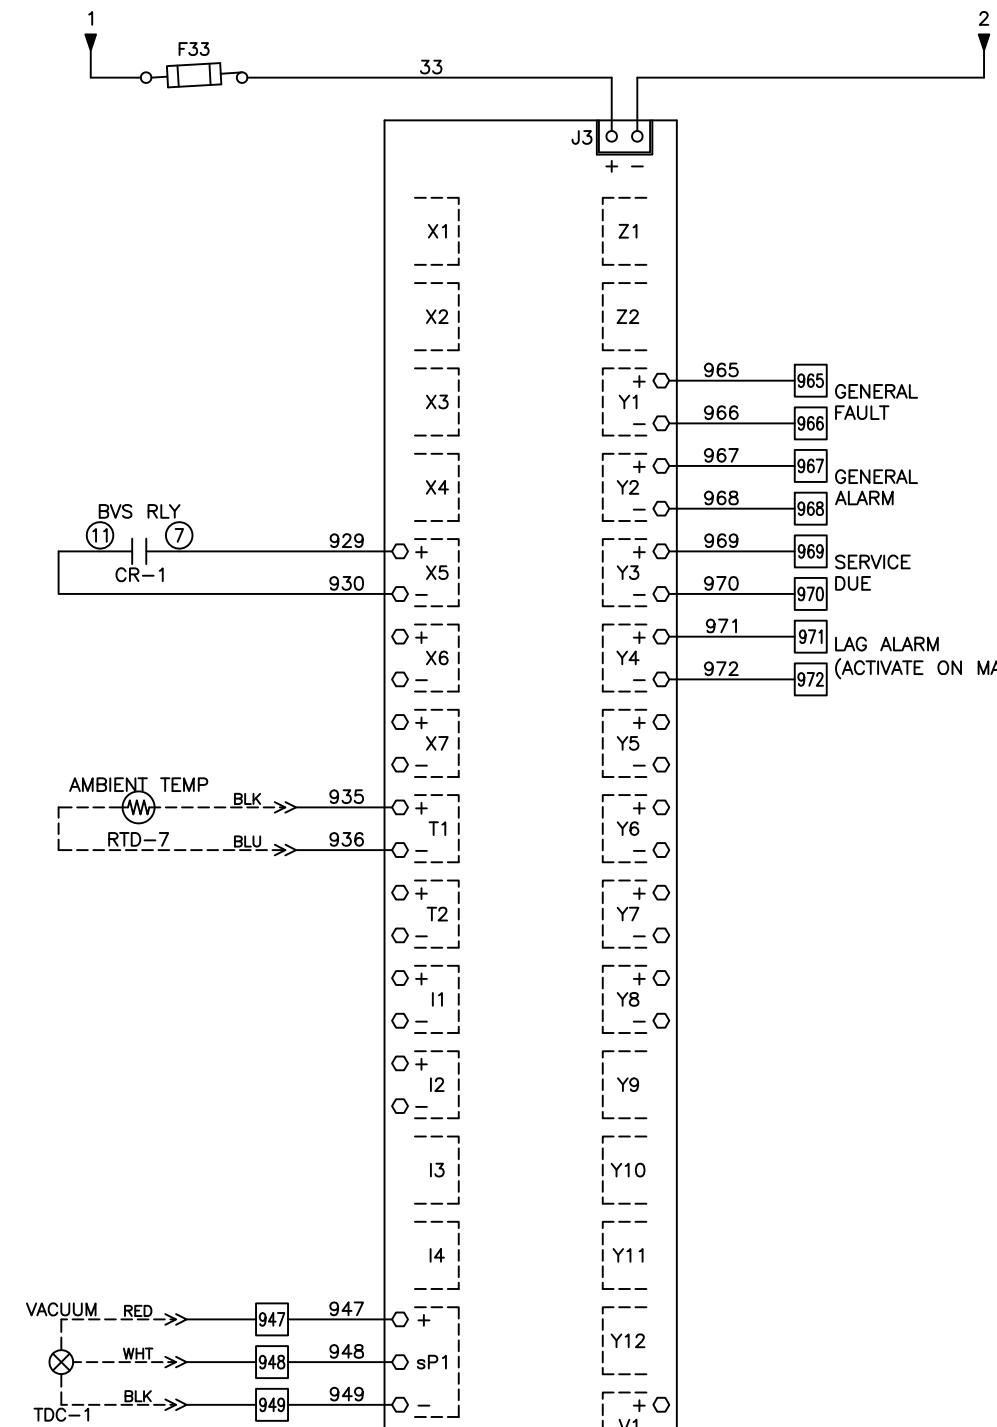 1
2
F33
33
J3
+ −
X1
Z1
X2
Z2
X3
965
+
Y1
965
GENERAL
FAULT
966
−
966
X4
967
+
Y2
967
GENERAL
ALARM
968
−
968
BVS RLY
11
7
CR−1
929
+
X5
930
−
969
+
Y3
969
SERVICE
DUE
970
−
970
+
X6
−
971
+
Y4
971
LAG ALARM
972
−
972
(ACTIVATE ON
+
X7
−
+
Y5
−
AMBIENT TEMP
BLK
935
+
T1
RTD−7
BLU
936
−
+
Y6
−
+
T2
−
+
Y7
−
+
I1
−
+
Y8
−
+
I2
−
Y9
I3
Y10
I4
Y11
VACUUM
RED
947
947
+
WHT
948
948
sP1
BLK
949
949
−
TDC−1
Y12
+